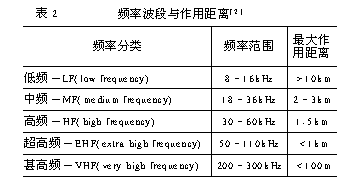 表 2 频率波段与作用距离[2]
频率分类 频率范围 最大作用距离
低频－LF(low frequency) 8－16kHz >10km
中频－MF(medium frequency) 18－36kHz 2－3km
高频－HF(high frequency) 30－60kHz 1.5km
超高频－EHF(extra high frequency) 50－110kHz <1km
甚高频－VHF(very high frequency) 200－300kHz <100m